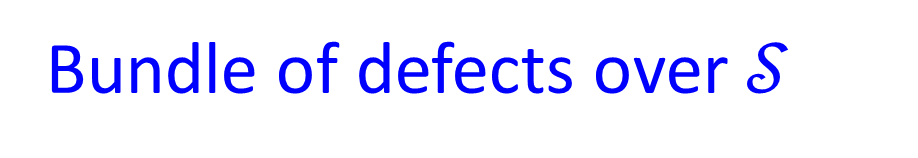 Bundle of defects over 𝒮